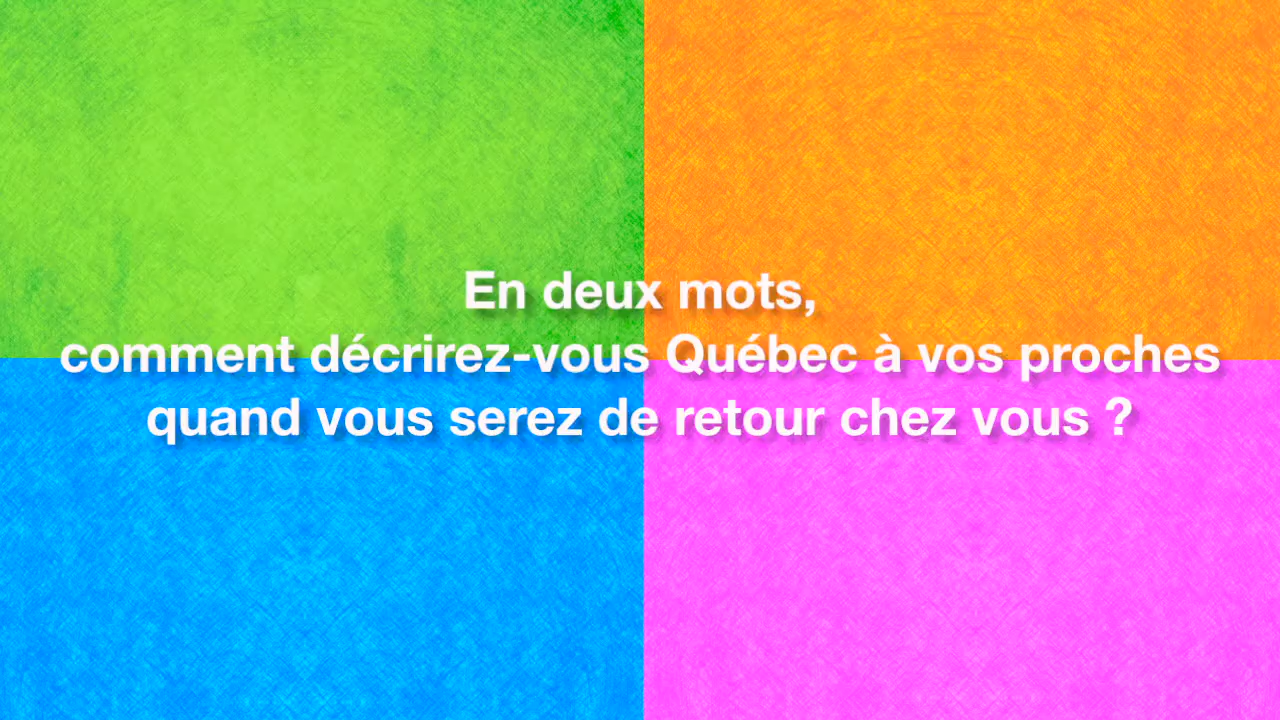 En deux mots,
comment décrirez-vous Québec à vos proches
quand vous serez de retour chez vous ?